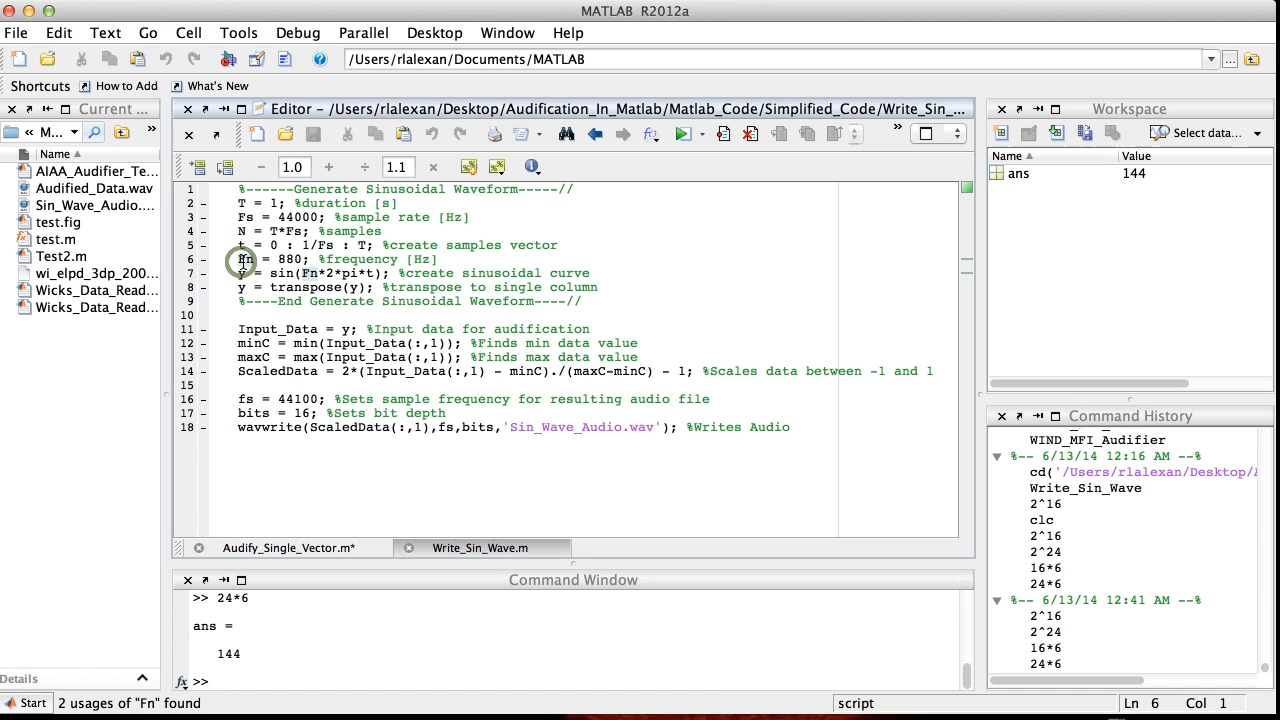 MATLAB R2012a
File Edit Text Go Cell Tools Debug Parallel Desktop Window Help
/Users/rlalexan/Documents/MATLAB
Shortcuts How to Add What's New
Current ...
« M...
Name
AIAA_Audifier_Te...
Audified_Data.wav
Sin_Wave_Audio....
test.fig
test.m
Test2.m
wi_elpd_3dp_200...
Wicks_Data_Read...
Wicks_Data_Read...
Details
Editor – /Users/rlalexan/Desktop/Audification_In_Matlab/Matlab_Code/Simplified_Code/Write_Sin_...
1.0 1.1
1 %------Generate Sinusoidal Waveform-----//
2 – T = 1; %duration [s]
3 – Fs = 44000; %sample rate [Hz]
4 – N = T*Fs; %samples
5 – t = 0 : 1/Fs : T; %create samples vector
6 – Fn = 880; %frequency [Hz]
7 – y = sin(Fn*2*pi*t); %create sinusoidal curve
8 – y = transpose(y); %transpose to single column
9 %----End Generate Sinusoidal Waveform----//
10
11 – Input_Data = y; %Input data for audification
12 – minC = min(Input_Data(:,1)); %Finds min data value
13 – maxC = max(Input_Data(:,1)); %Finds max data value
14 – ScaledData = 2*(Input_Data(:,1) - minC)./(maxC-minC) - 1; %Scales data between -1 and 1
15
16 – fs = 44100; %Sets sample frequency for resulting audio file
17 – bits = 16; %Sets bit depth
18 – wavwrite(ScaledData(:,1),fs,bits,'Sin_Wave_Audio.wav'); %Writes Audio
Audify_Single_Vector.m* Write_Sin_Wave.m
Command Window
>> 24*6
ans =
144
fx >>
Workspace
Select data...
Name Value
ans 144
Command History
WIND_MFI_Audifier
%-- 6/13/14 12:16 AM --%
cd('/Users/rlalexan/Desktop/
Write_Sin_Wave
2^16
clc
2^16
2^24
16*6
24*6
%-- 6/13/14 12:41 AM --%
2^16
2^24
16*6
24*6
Start 2 usages of "Fn" found script Ln 6 Col 1